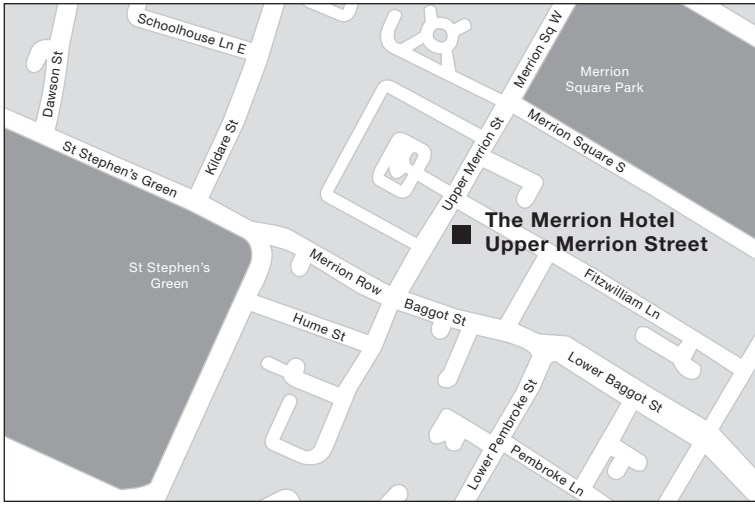 Schoolhouse Ln E
Merrion Sq W
Dawson St
Merrion
Square Park
Kildare St
Merrion Square S
St Stephen's Green
Upper Merrion St
The Merrion Hotel
Upper Merrion Street
St Stephen's
Green
Merrion Row
Fitzwilliam Ln
Baggot St
Hume St
Lower Baggot St
Lower Pembroke St
Pembroke Ln